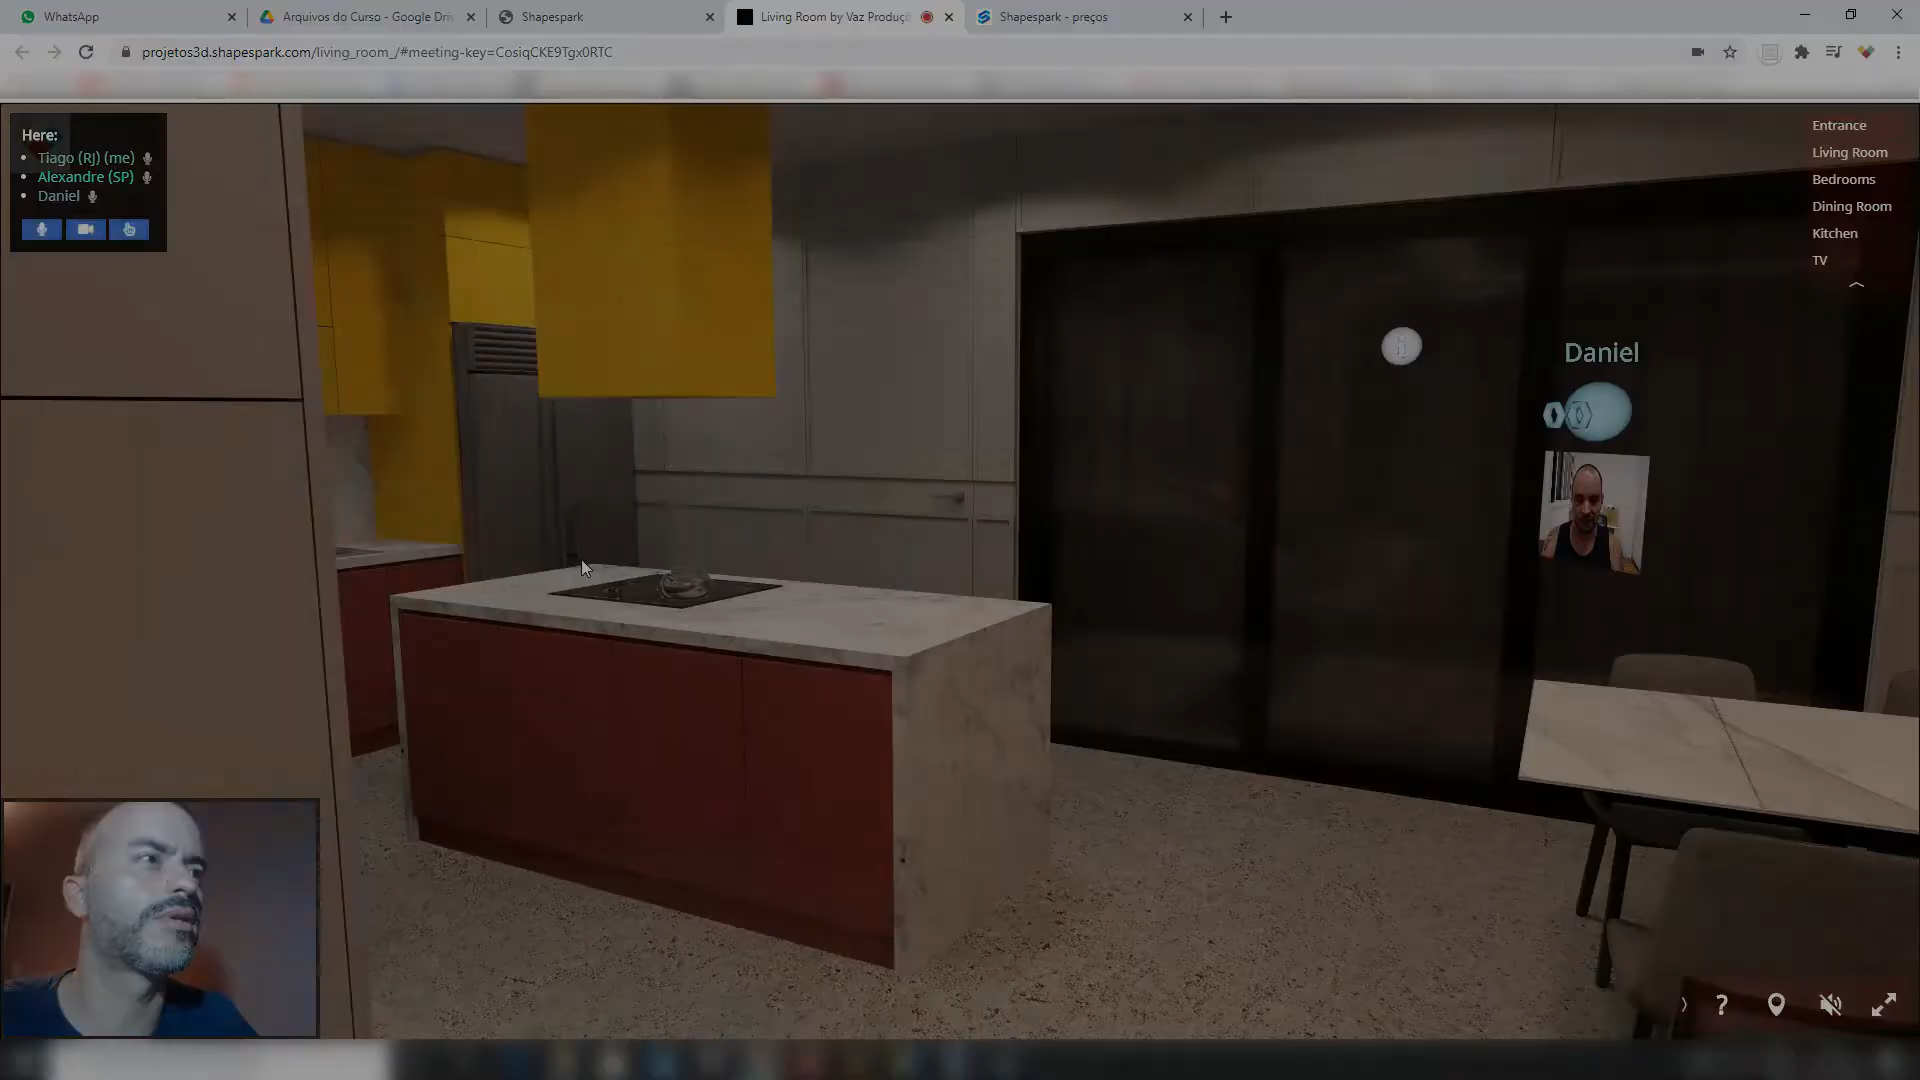 WhatsApp
Arquivos do Curso - Google Dri
Shapespark
Living Room by Vaz Produçõ
Shapespark - preços
projetos3d.shapespark.com/living_room_/#meeting-key=CosiqCKE9Tgx0RTC
Here:
Tiago (RJ) (me)
Alexandre (SP)
Daniel
Entrance
Living Room
Bedrooms
Dining Room
Kitchen
TV
Daniel